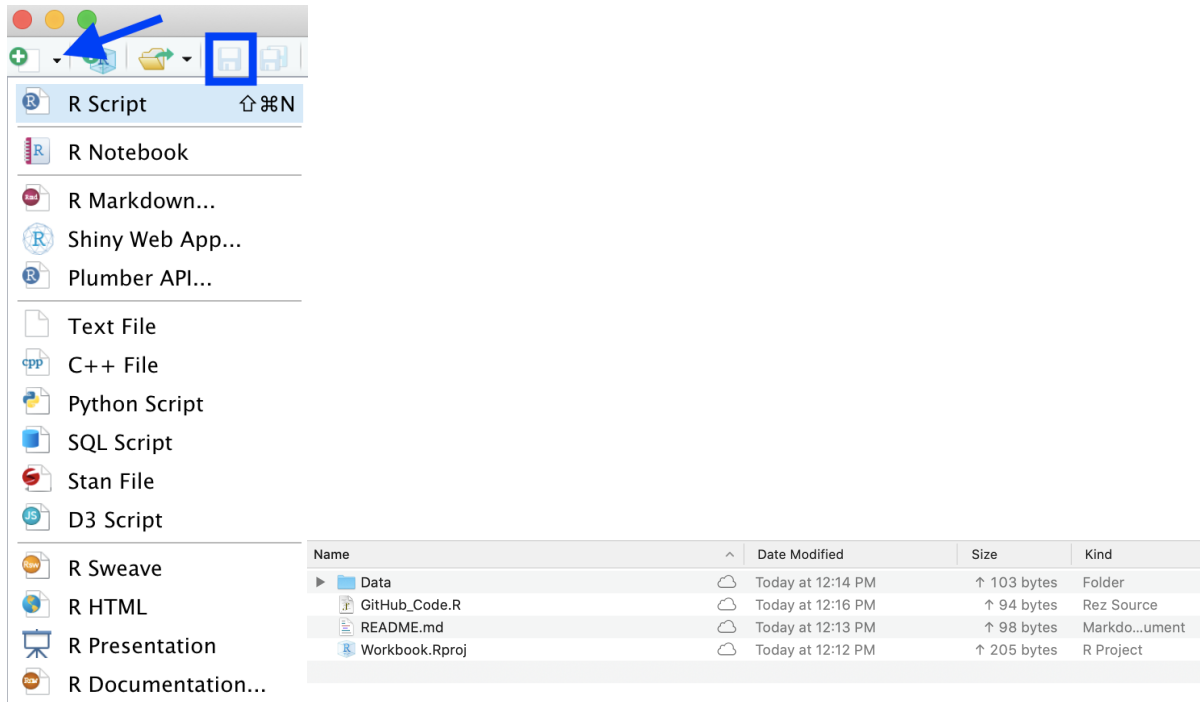 R Script ⇧⌘N
R Notebook
R Markdown...
Shiny Web App...
Plumber API...
Text File
C++ File
Python Script
SQL Script
Stan File
D3 Script
R Sweave
R HTML
R Presentation
R Documentation...
Name Date Modified Size Kind
Data Today at 12:14 PM ↑ 103 bytes Folder
GitHub_Code.R Today at 12:16 PM ↑ 94 bytes Rez Source
README.md Today at 12:13 PM ↑ 98 bytes Markdo...ument
Workbook.Rproj Today at 12:12 PM ↑ 205 bytes R Project